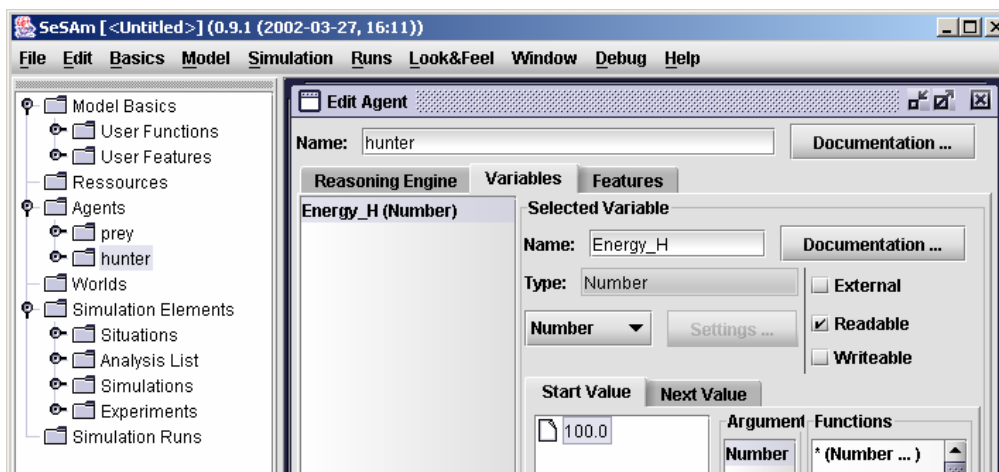 SeSAm [<Untitled>] (0.9.1 (2002-03-27, 16:11))
File Edit Basics Model Simulation Runs Look&Feel Window Debug Help
Model Basics
User Functions
User Features
Ressources
Agents
prey
hunter
Worlds
Simulation Elements
Situations
Analysis List
Simulations
Experiments
Simulation Runs
Edit Agent
Name: hunter Documentation ...
Reasoning Engine Variables Features
Energy_H (Number)
Selected Variable
Name: Energy_H Documentation ...
Type: Number
External
Number Settings ...
Readable
Writeable
Start Value Next Value
100.0
Argument
Number
Functions
* (Number ... )